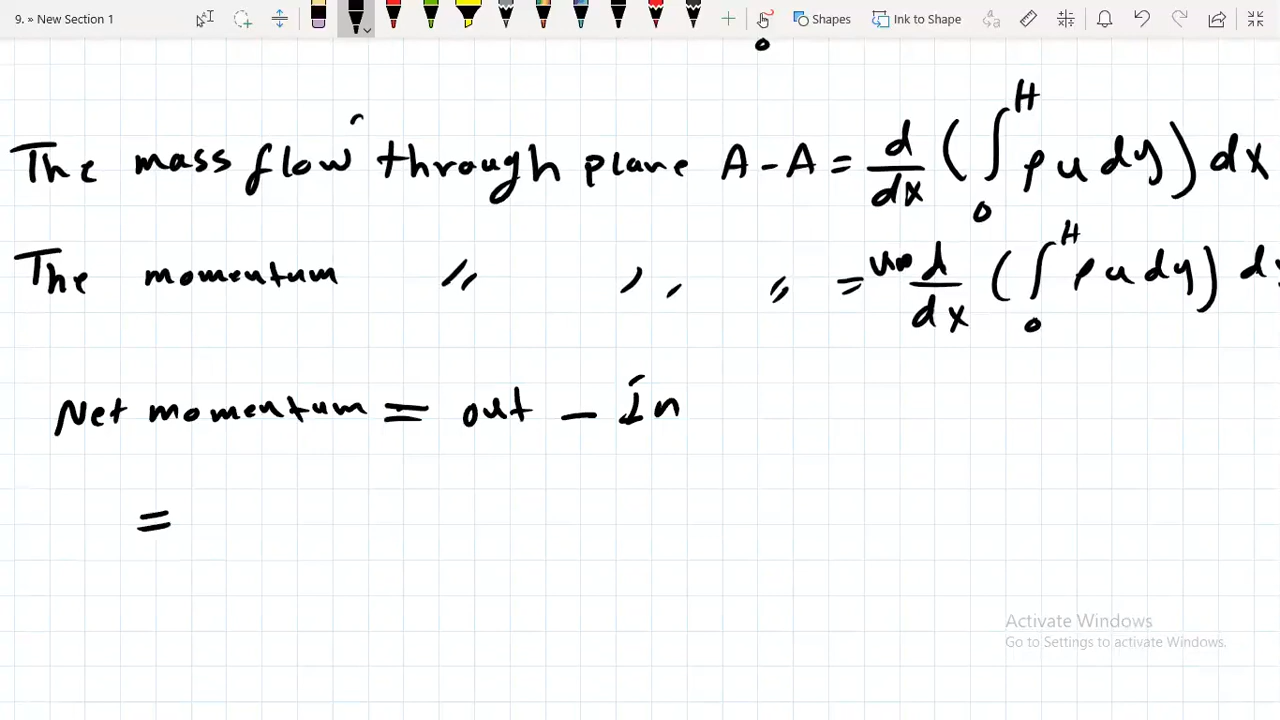 9. » New Section 1
Shapes
Ink to Shape
The mass flow through plane A-A = d/dx (∫₀ᴴ ρ u dy) dx
The momentum 〃 〃 〃 = u∞ d/dx (∫₀ᴴ ρ u dy) dx
Net momentum = out - In
=
Activate Windows
Go to Settings to activate Windows.